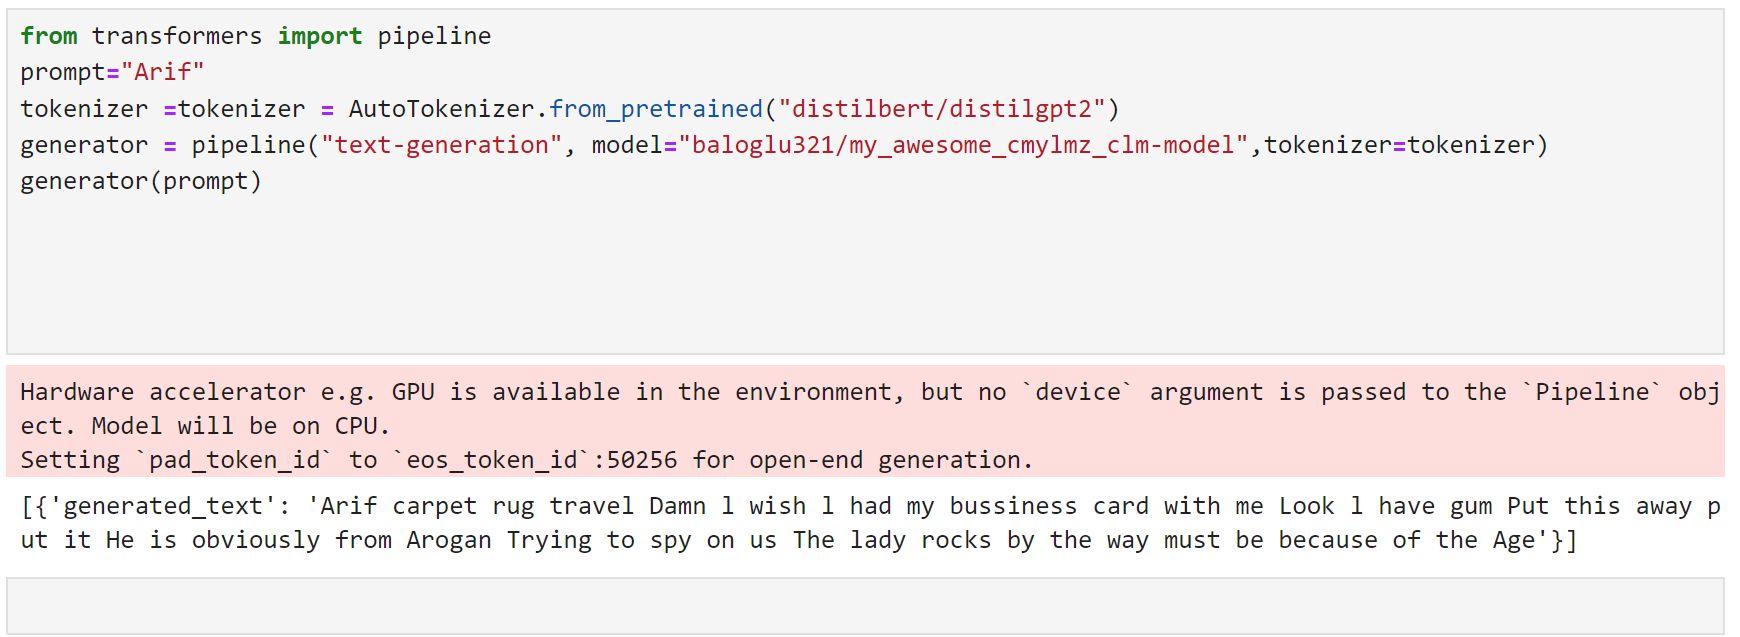 from transformers import pipeline
prompt="Arif"
tokenizer =tokenizer = AutoTokenizer.from_pretrained("distilbert/distilgpt2")
generator = pipeline("text-generation", model="baloglu321/my_awesome_cmylmz_clm-model",tokenizer=tokenizer)
generator(prompt)
Hardware accelerator e.g. GPU is available in the environment, but no `device` argument is passed to the `Pipeline` obj
ect. Model will be on CPU.
Setting `pad_token_id` to `eos_token_id`:50256 for open-end generation.
[{'generated_text': 'Arif carpet rug travel Damn l wish l had my bussiness card with me Look l have gum Put this away p
ut it He is obviously from Arogan Trying to spy on us The lady rocks by the way must be because of the Age'}]